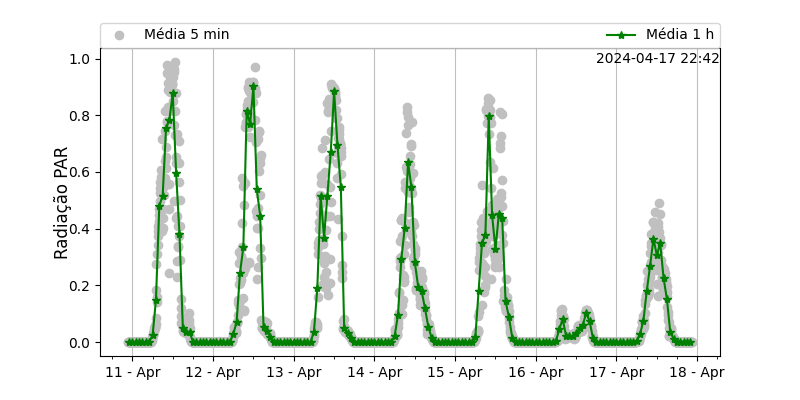 Média 5 min
Média 1 h
2024-04-17 22:42
Radiação PAR
1.0
0.8
0.6
0.4
0.2
0.0
11 - Apr 12 - Apr 13 - Apr 14 - Apr 15 - Apr 16 - Apr 17 - Apr 18 - Apr